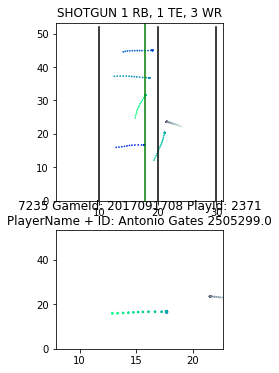 SHOTGUN 1 RB, 1 TE, 3 WR
50
40
30
20
10
0
10 20 30
7235 GameId: 2017091708 PlayId: 2371
PlayerName + ID: Antonio Gates 2505299.0
40
20
0
10 15 20